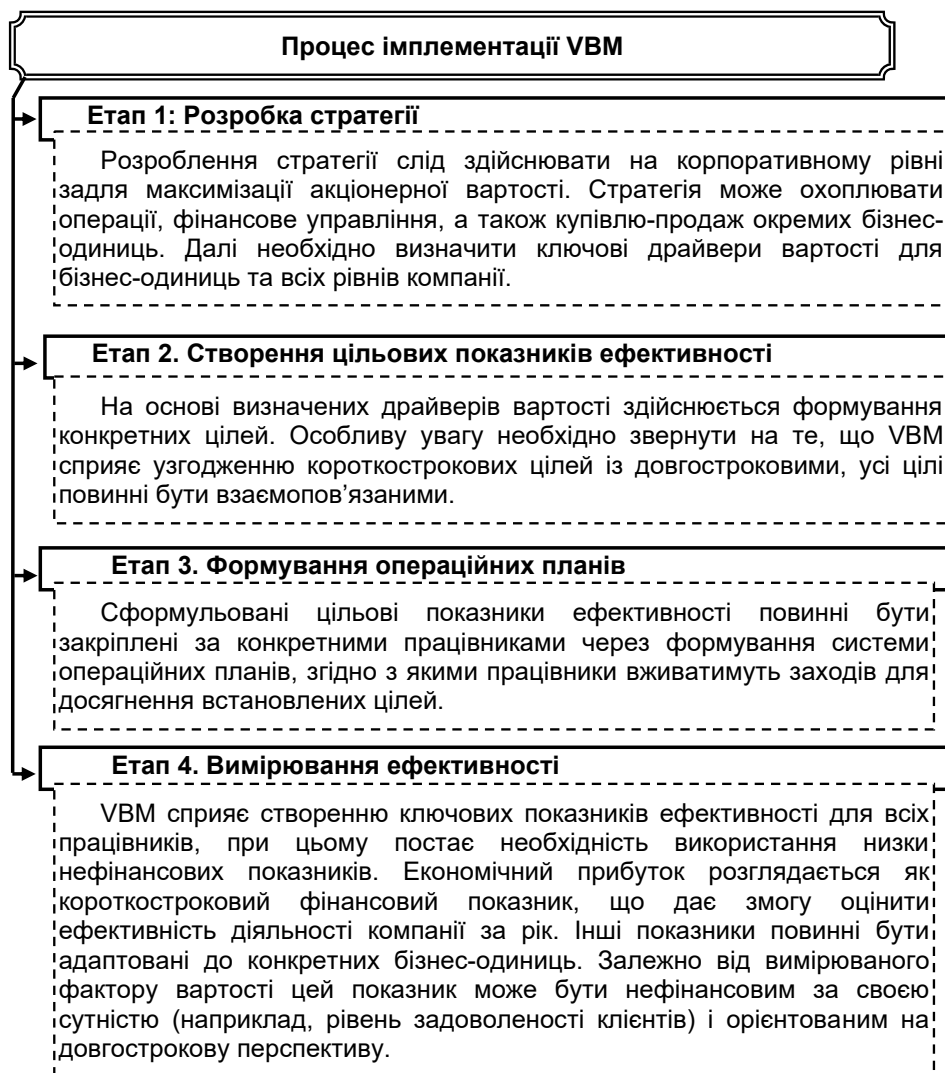 Процес імплементації VBM
Етап 1: Розробка стратегії
Розроблення стратегії слід здійснювати на корпоративному рівні
задля максимізації акціонерної вартості. Стратегія може охоплювати
операції, фінансове управління, а також купівлю-продаж окремих бізнес-
одиниць. Далі необхідно визначити ключові драйвери вартості для
бізнес-одиниць та всіх рівнів компанії.
Етап 2. Створення цільових показників ефективності
На основі визначених драйверів вартості здійснюється формування
конкретних цілей. Особливу увагу необхідно звернути на те, що VBM
сприяє узгодженню короткострокових цілей із довгостроковими, усі цілі
повинні бути взаємопов’язаними.
Етап 3. Формування операційних планів
Сформульовані цільові показники ефективності повинні бути
закріплені за конкретними працівниками через формування системи
операційних планів, згідно з якими працівники вживатимуть заходів для
досягнення встановлених цілей.
Етап 4. Вимірювання ефективності
VBM сприяє створенню ключових показників ефективності для всіх
працівників, при цьому постає необхідність використання низки
нефінансових показників. Економічний прибуток розглядається як
короткостроковий фінансовий показник, що дає змогу оцінити
ефективність діяльності компанії за рік. Інші показники повинні бути
адаптовані до конкретних бізнес-одиниць. Залежно від вимірюваного
фактору вартості цей показник може бути нефінансовим за своєю
сутністю (наприклад, рівень задоволеності клієнтів) і орієнтованим на
довгострокову перспективу.